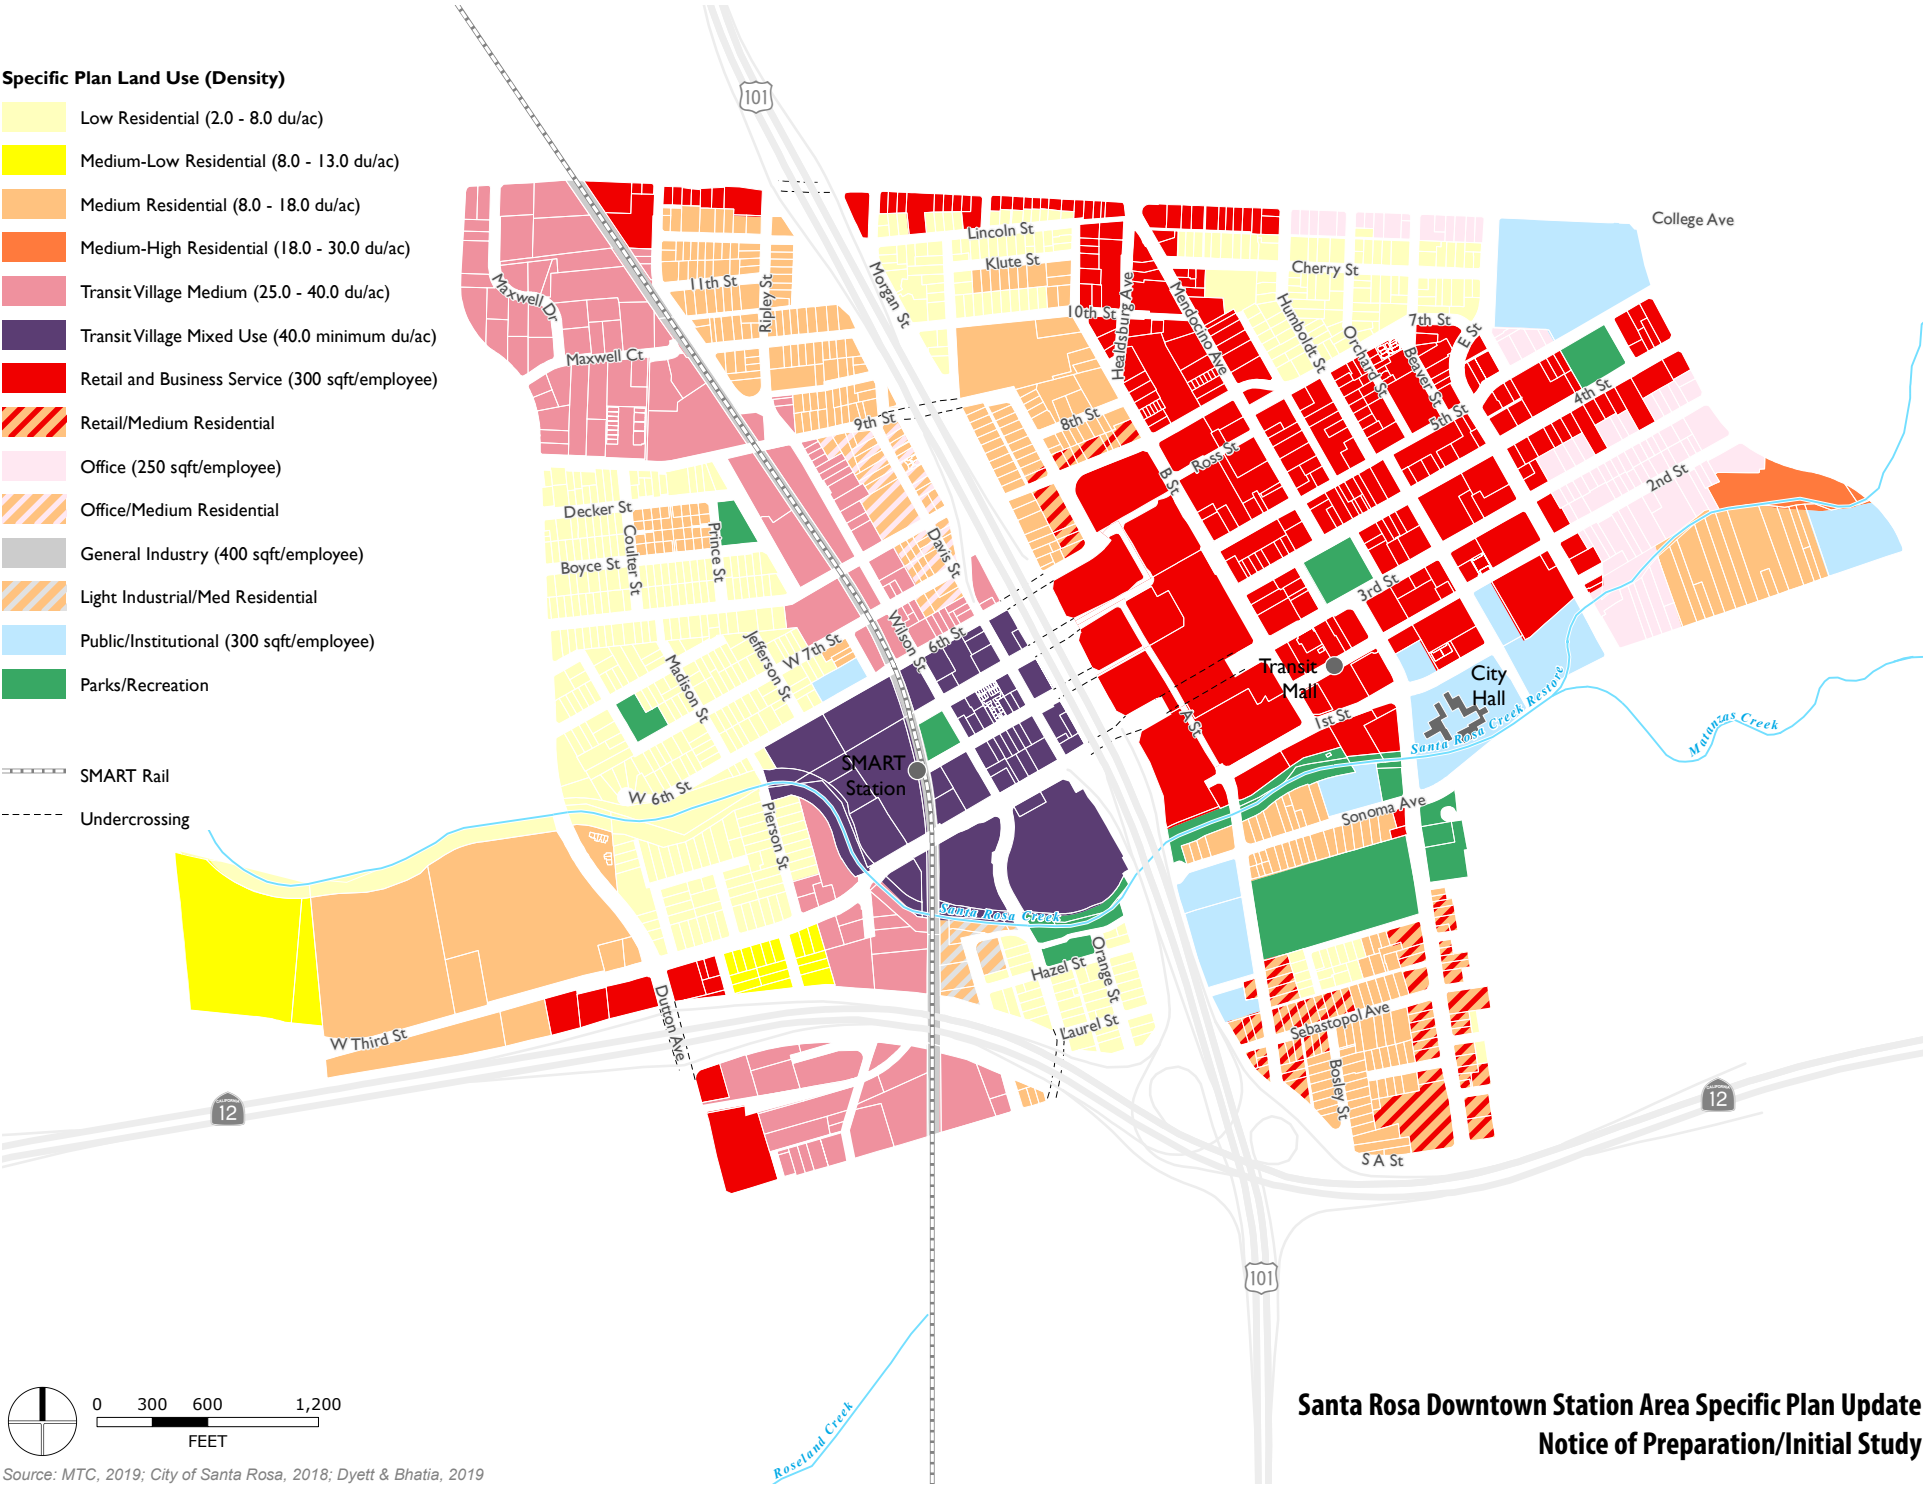 Specific Plan Land Use (Density)
Low Residential (2.0 - 8.0 du/ac)
Medium-Low Residential (8.0 - 13.0 du/ac)
Medium Residential (8.0 - 18.0 du/ac)
Medium-High Residential (18.0 - 30.0 du/ac)
Transit Village Medium (25.0 - 40.0 du/ac)
Transit Village Mixed Use (40.0 minimum du/ac)
Retail and Business Service (300 sqft/employee)
Retail/Medium Residential
Office (250 sqft/employee)
Office/Medium Residential
General Industry (400 sqft/employee)
Light Industrial/Med Residential
Public/Institutional (300 sqft/employee)
Parks/Recreation
SMART Rail
Undercrossing
101
College Ave
Lincoln St
Klute St
Cherry St
11th St
Ripley St
Morgan St
Maxwell Dr
Maxwell Ct
10th St
Healdsburg Ave
Mendocino Ave
Humboldt St
Orchard St
Beaver St
7th St
E St
4th St
5th St
9th St
8th St
Ross St
B St
2nd St
Decker St
Coulter St
Prince St
Boyce St
Davis St
3rd St
Wilson St
6th St
W 7th St
Jefferson St
Madison St
Transit
Mall
City
Hall
1st St
A St
Santa Rosa Creek Restore
Matanzas Creek
SMART
Station
W 6th St
Pierson St
Sonoma Ave
Santa Rosa Creek
Hazel St
Orange St
Laurel St
Sebastopol Ave
Bosley St
S A St
W Third St
Dutton Ave
CALIFORNIA
12
CALIFORNIA
12
101
Roseland Creek
0 300 600 1,200
FEET
Source: MTC, 2019; City of Santa Rosa, 2018; Dyett & Bhatia, 2019
Santa Rosa Downtown Station Area Specific Plan Update
Notice of Preparation/Initial Study